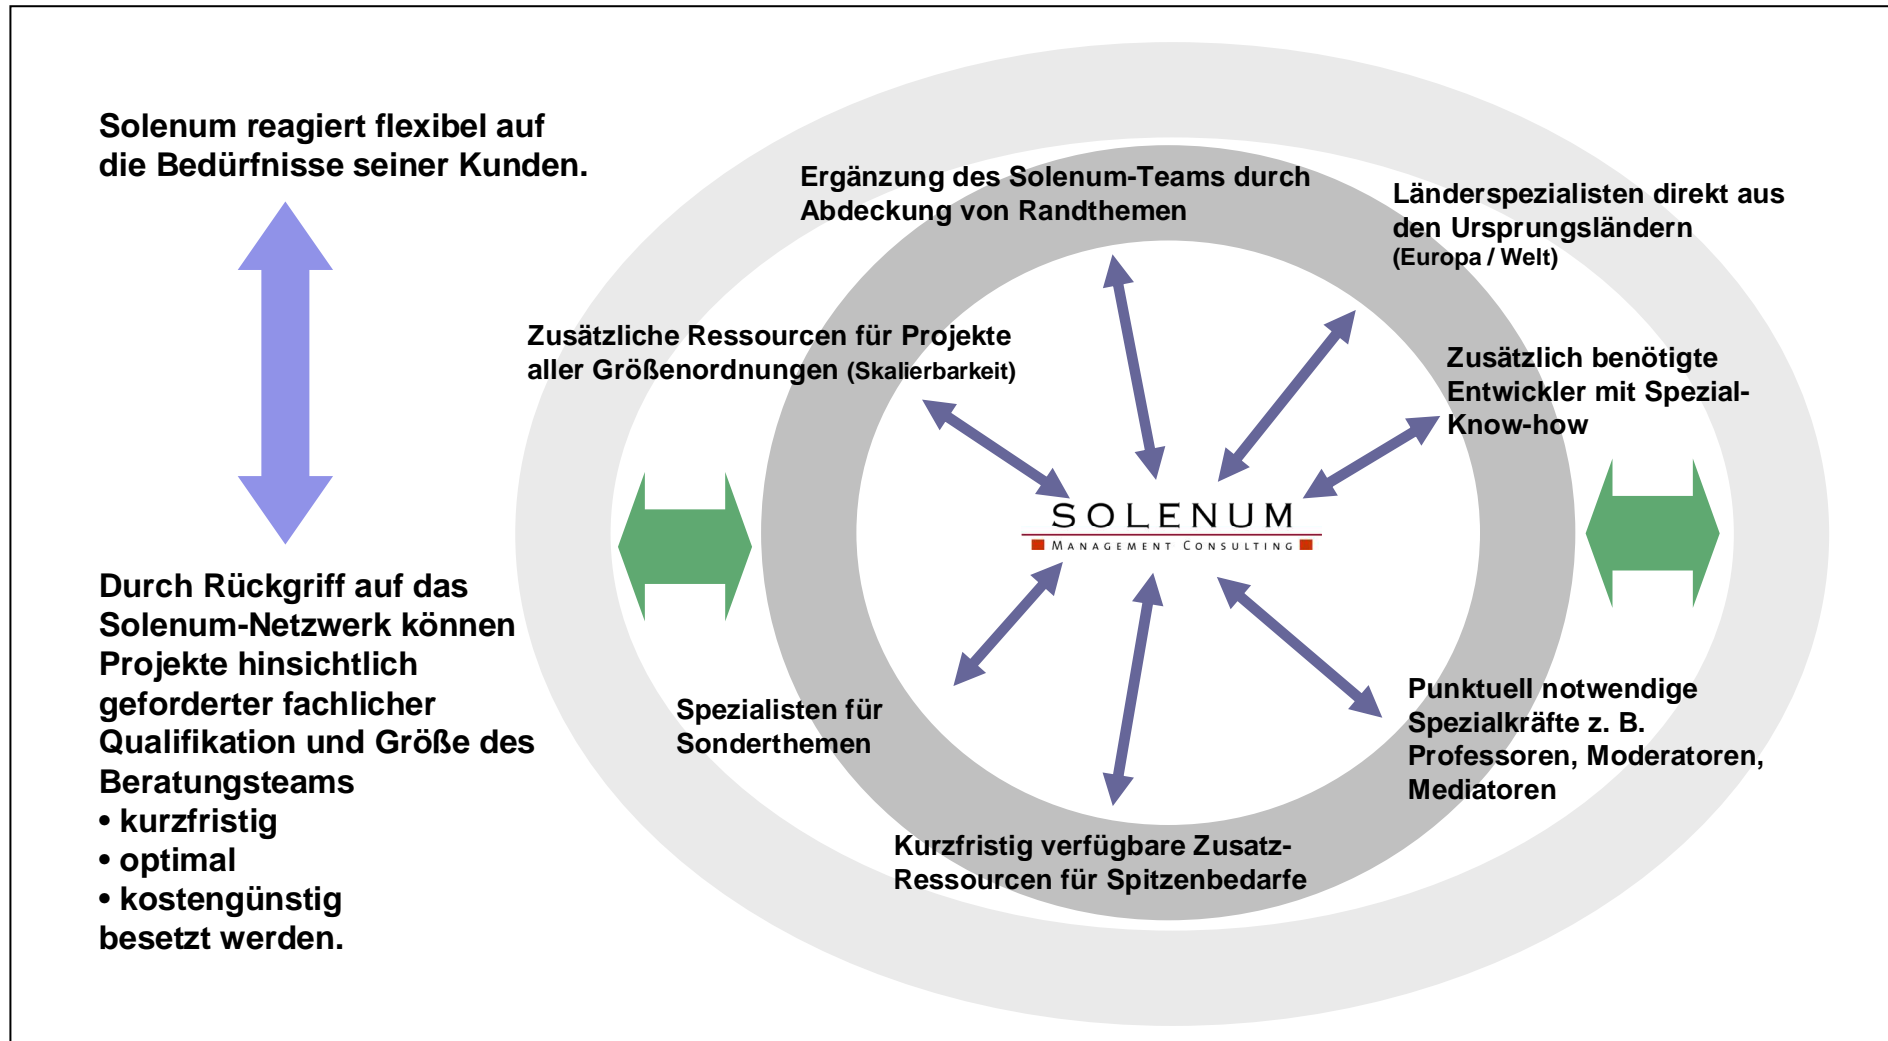 Solenum reagiert flexibel auf
die Bedürfnisse seiner Kunden.
Durch Rückgriff auf das
Solenum-Netzwerk können
Projekte hinsichtlich
geforderter fachlicher
Qualifikation und Größe des
Beratungsteams
• kurzfristig
• optimal
• kostengünstig
besetzt werden.
Ergänzung des Solenum-Teams durch
Abdeckung von Randthemen
Länderspezialisten direkt aus
den Ursprungsländern
(Europa / Welt)
Zusätzliche Ressourcen für Projekte
aller Größenordnungen (Skalierbarkeit)
Zusätzlich benötigte
Entwickler mit Spezial-
Know-how
SOLENUM
MANAGEMENT CONSULTING
Spezialisten für
Sonderthemen
Punktuell notwendige
Spezialkräfte z. B.
Professoren, Moderatoren,
Mediatoren
Kurzfristig verfügbare Zusatz-
Ressourcen für Spitzenbedarfe